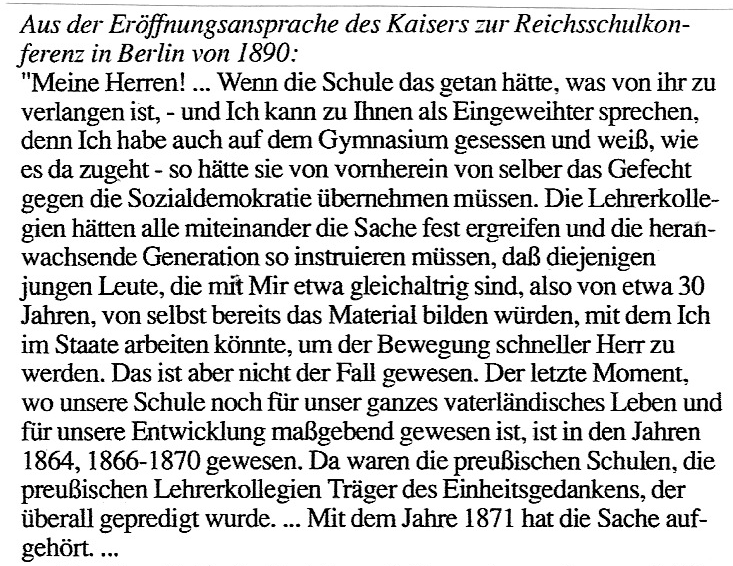 Aus der Eröffnungsansprache des Kaisers zur Reichsschulkon-
ferenz in Berlin von 1890:
"Meine Herren! ... Wenn die Schule das getan hätte, was von ihr zu
verlangen ist, - und Ich kann zu Ihnen als Eingeweihter sprechen,
denn Ich habe auch auf dem Gymnasium gesessen und weiß, wie
es da zugeht - so hätte sie von vornherein von selber das Gefecht
gegen die Sozialdemokratie übernehmen müssen. Die Lehrerkolle-
gien hätten alle miteinander die Sache fest ergreifen und die heran-
wachsende Generation so instruieren müssen, daß diejenigen
jungen Leute, die mit Mir etwa gleichaltrig sind, also von etwa 30
Jahren, von selbst bereits das Material bilden würden, mit dem Ich
im Staate arbeiten könnte, um der Bewegung schneller Herr zu
werden. Das ist aber nicht der Fall gewesen. Der letzte Moment,
wo unsere Schule noch für unser ganzes vaterländisches Leben und
für unsere Entwicklung maßgebend gewesen ist, ist in den Jahren
1864, 1866-1870 gewesen. Da waren die preußischen Schulen, die
preußischen Lehrerkollegien Träger des Einheitsgedankens, der
überall gepredigt wurde. ... Mit dem Jahre 1871 hat die Sache auf-
gehört. ...